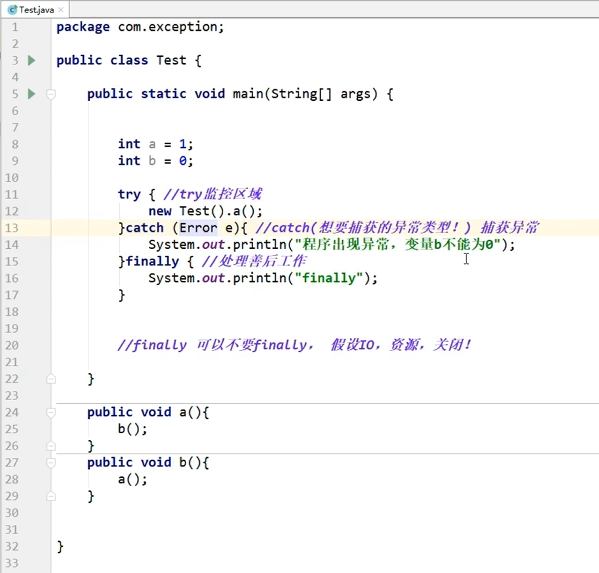 Test.java
1 package com.exception;
2
3 public class Test {
4
5 public static void main(String[] args) {
6
7
8 int a = 1;
9 int b = 0;
10
11 try { //try监控区域
12 new Test().a();
13 }catch (Error e){ //catch(想要捕获的异常类型！) 捕获异常
14 System.out.println("程序出现异常，变量b不能为0");
15 }finally { //处理善后工作
16 System.out.println("finally");
17 }
18
19
20 //finally 可以不要finally， 假设IO，资源，关闭！
21
22 }
23
24 public void a(){
25 b();
26 }
27 public void b(){
28 a();
29 }
30
31
32 }
33